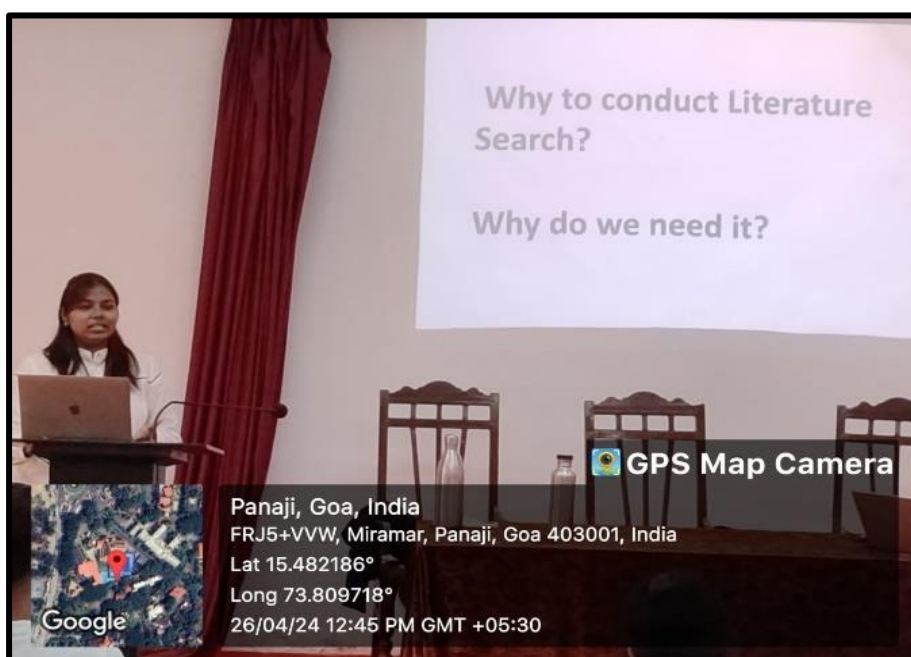 Why to conduct Literature
Search?
Why do we need it?
GPS Map Camera
Panaji, Goa, India
FRJ5+VVW, Miramar, Panaji, Goa 403001, India
Lat 15.482186°
Long 73.809718°
26/04/24 12:45 PM GMT +05:30
Google